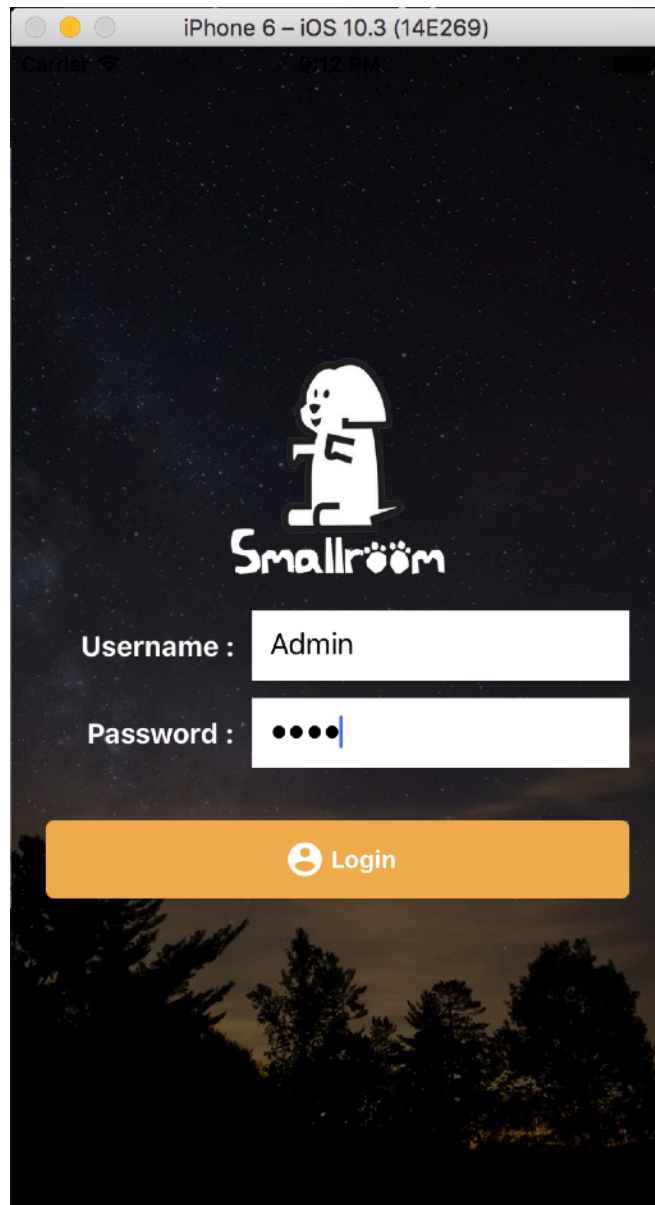 iPhone 6 – iOS 10.3 (14E269)
Carrier 9:12 PM
Smallroom
Username : Admin
Password : ••••
Login